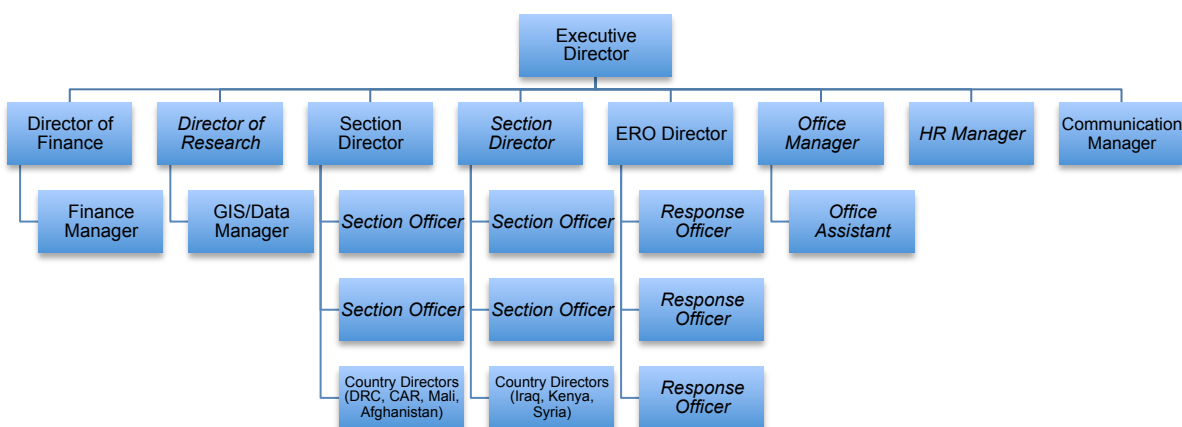 Executive
Director
Director of
Finance
Director of
Research
Section
Director
Section
Director
ERO Director
Office
Manager
HR Manager
Communication
Manager
Finance
Manager
GIS/Data
Manager
Section Officer
Section Officer
Response
Officer
Office
Assistant
Section Officer
Section Officer
Response
Officer
Country Directors
(DRC, CAR, Mali,
Afghanistan)
Country Directors
(Iraq, Kenya,
Syria)
Response
Officer